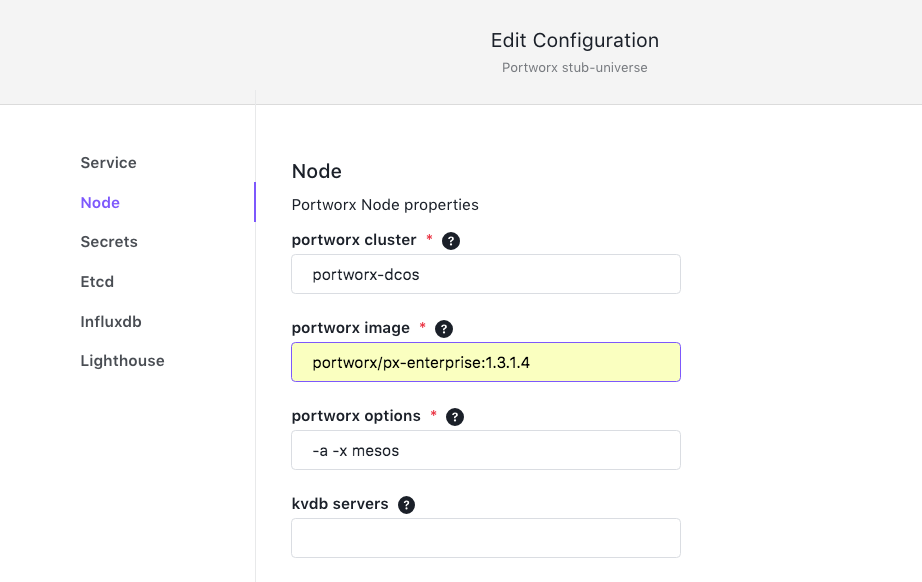 Edit Configuration
Portworx stub-universe
Service
Node
Secrets
Etcd
Influxdb
Lighthouse
Node
Portworx Node properties
portworx cluster * ?
portworx-dcos
portworx image * ?
portworx/px-enterprise:1.3.1.4
portworx options * ?
-a -x mesos
kvdb servers ?